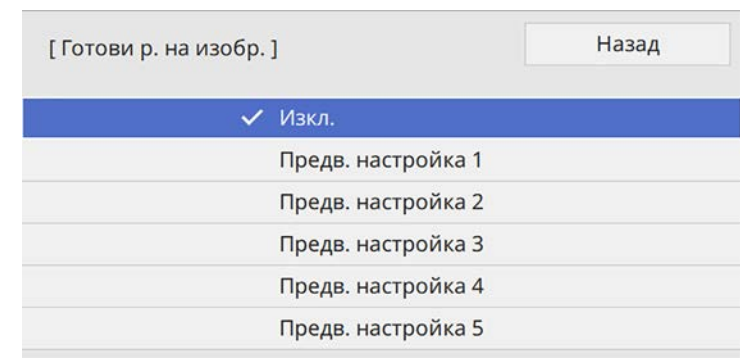 [ Готови р. на изобр. ]
Назад
Изкл.
Предв. настройка 1
Предв. настройка 2
Предв. настройка 3
Предв. настройка 4
Предв. настройка 5